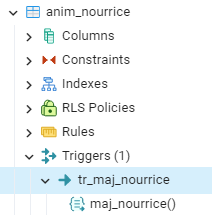 anim_nourrice
Columns
Constraints
Indexes
RLS Policies
Rules
Triggers (1)
tr_maj_nourrice
maj_nourrice()